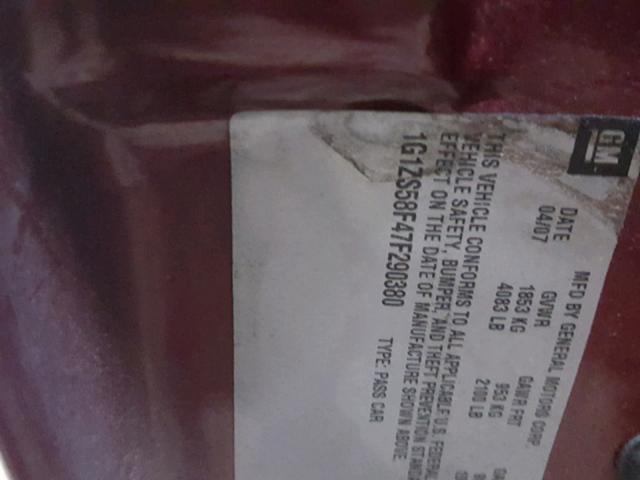 GM
MFD BY GENERAL MOTORS CORP.
DATE GVWR GAWR FRT
04/07 1853 KG 953 KG
4083 LB 2100 LB
THIS VEHICLE CONFORMS TO ALL APPLICABLE U.S. FEDERAL
VEHICLE SAFETY, BUMPER, AND THEFT PREVENTION
EFFECT ON THE DATE OF MANUFACTURE SHOWN ABOVE.
1G1ZS58F47F290380 TYPE: PASS CAR